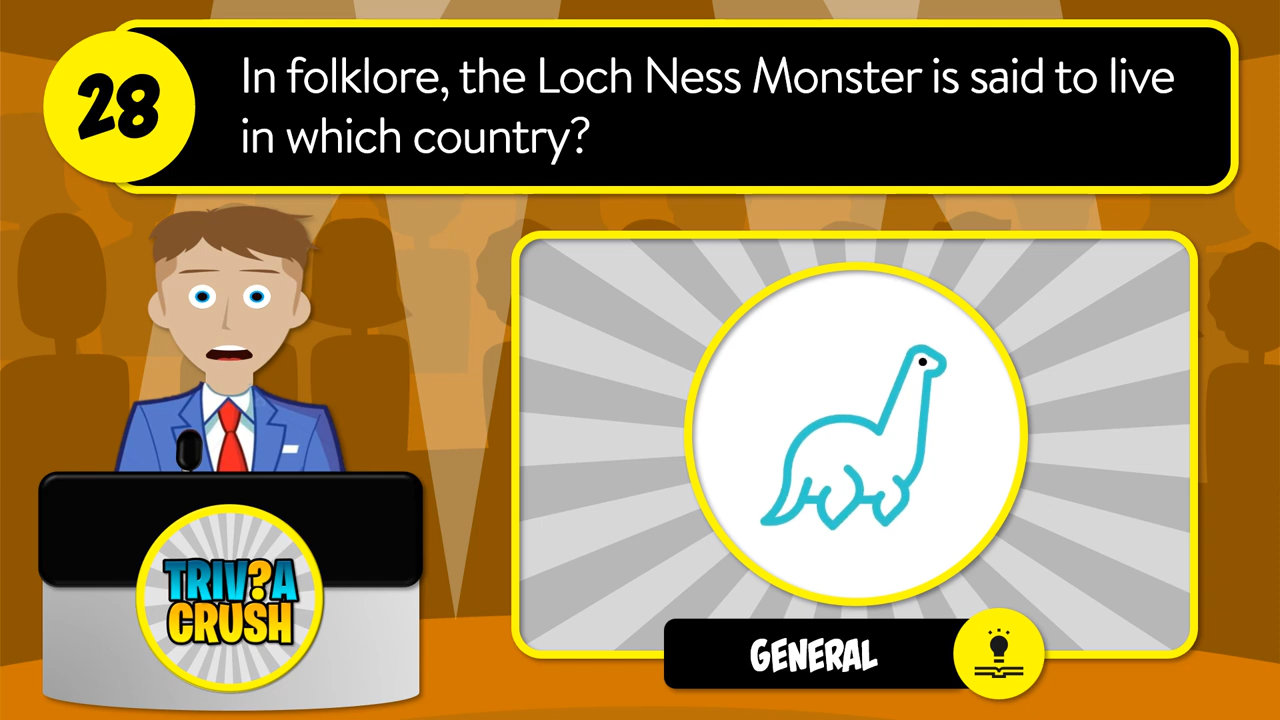 28
In folklore, the Loch Ness Monster is said to live
in which country?
TRIV?A
CRUSH
GENERAL